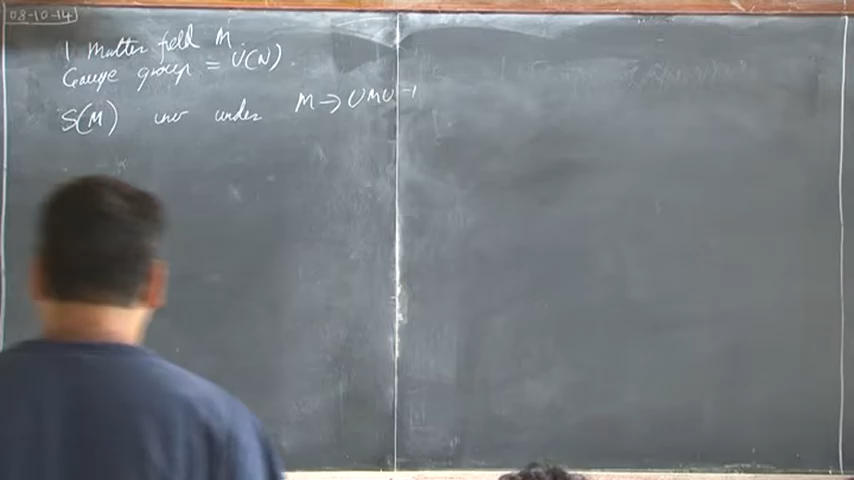 08-10-14
1 Matter field M
Gauge group = U(N).
S(M) inv under M → UMU-1